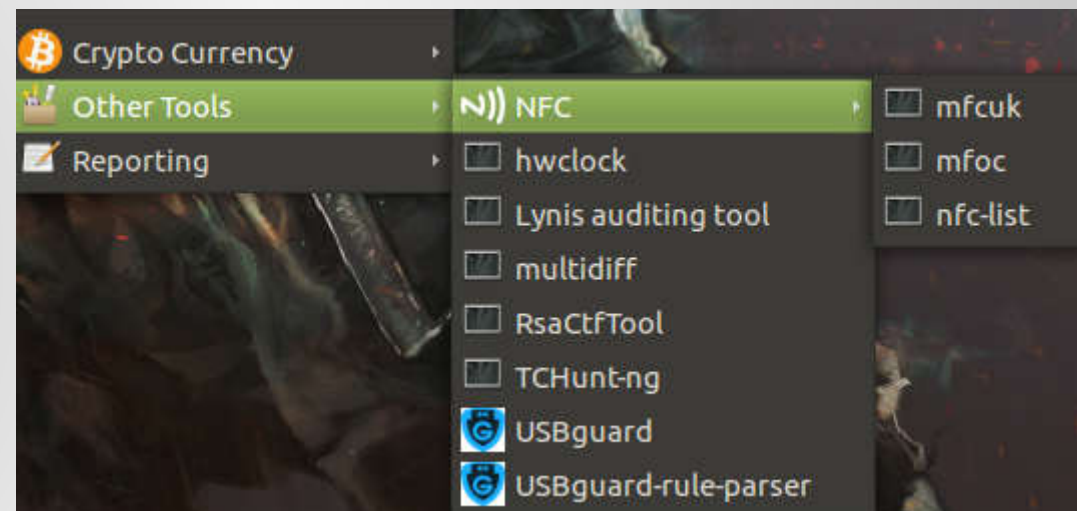 Crypto Currency
Other Tools
Reporting
NFC
hwclock
Lynis auditing tool
multidiff
RsaCtfTool
TCHunt-ng
USBguard
USBguard-rule-parser
mfcuk
mfoc
nfc-list